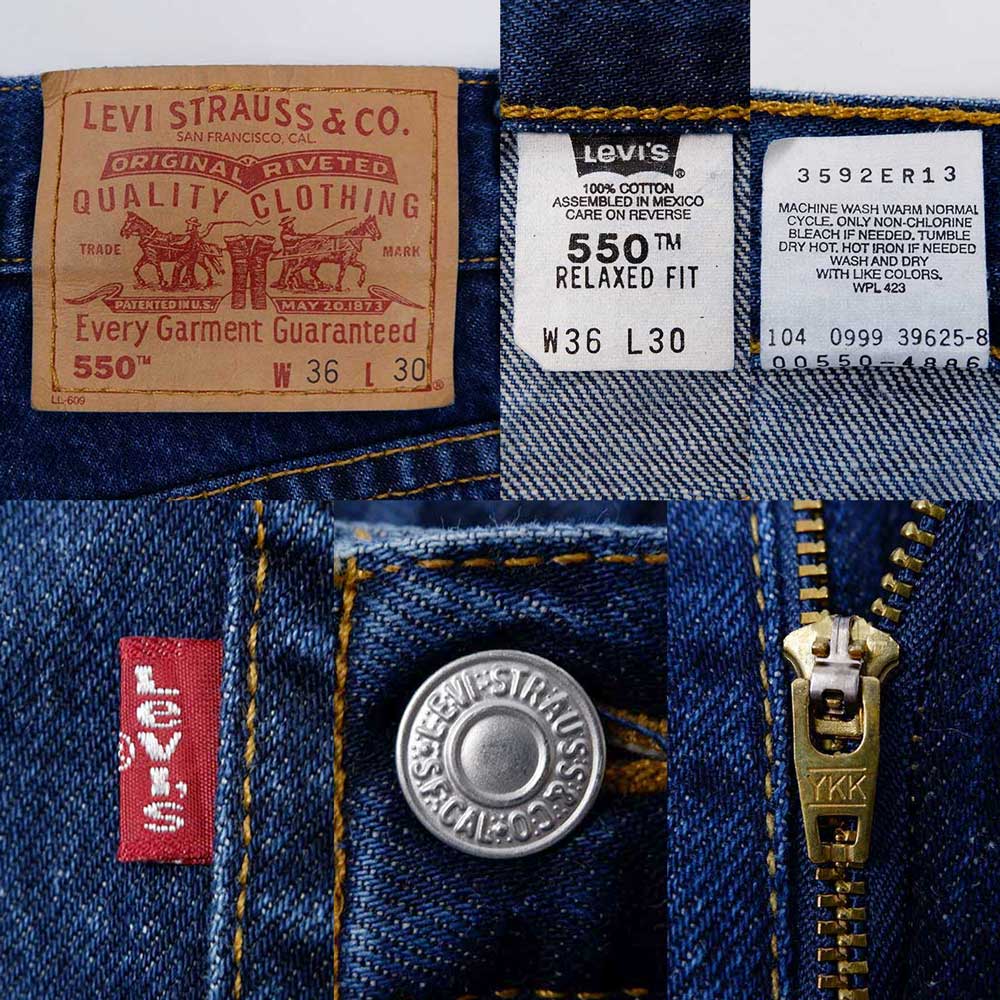 LEVI STRAUSS & CO.
SAN FRANCISCO, CAL.
ORIGINAL RIVETED
QUALITY CLOTHING
TRADE MARK
PATENTED IN U.S. MAY 20.1873
Every Garment Guaranteed
550™ W 36 L 30
®
LL-609
LEVI'S
®
100% COTTON
ASSEMBLED IN MEXICO
CARE ON REVERSE
550™
RELAXED FIT
W36 L30
3592ER13
MACHINE WASH WARM NORMAL
CYCLE. ONLY NON-CHLORINE
BLEACH IF NEEDED. TUMBLE
DRY HOT. HOT IRON IF NEEDED
WASH AND DRY
WITH LIKE COLORS.
WPL 423
104 0999 39625-8
00550-4886
LEVI'S
®
LEVI STRAUSS & CO
S.F. CAL
YKK